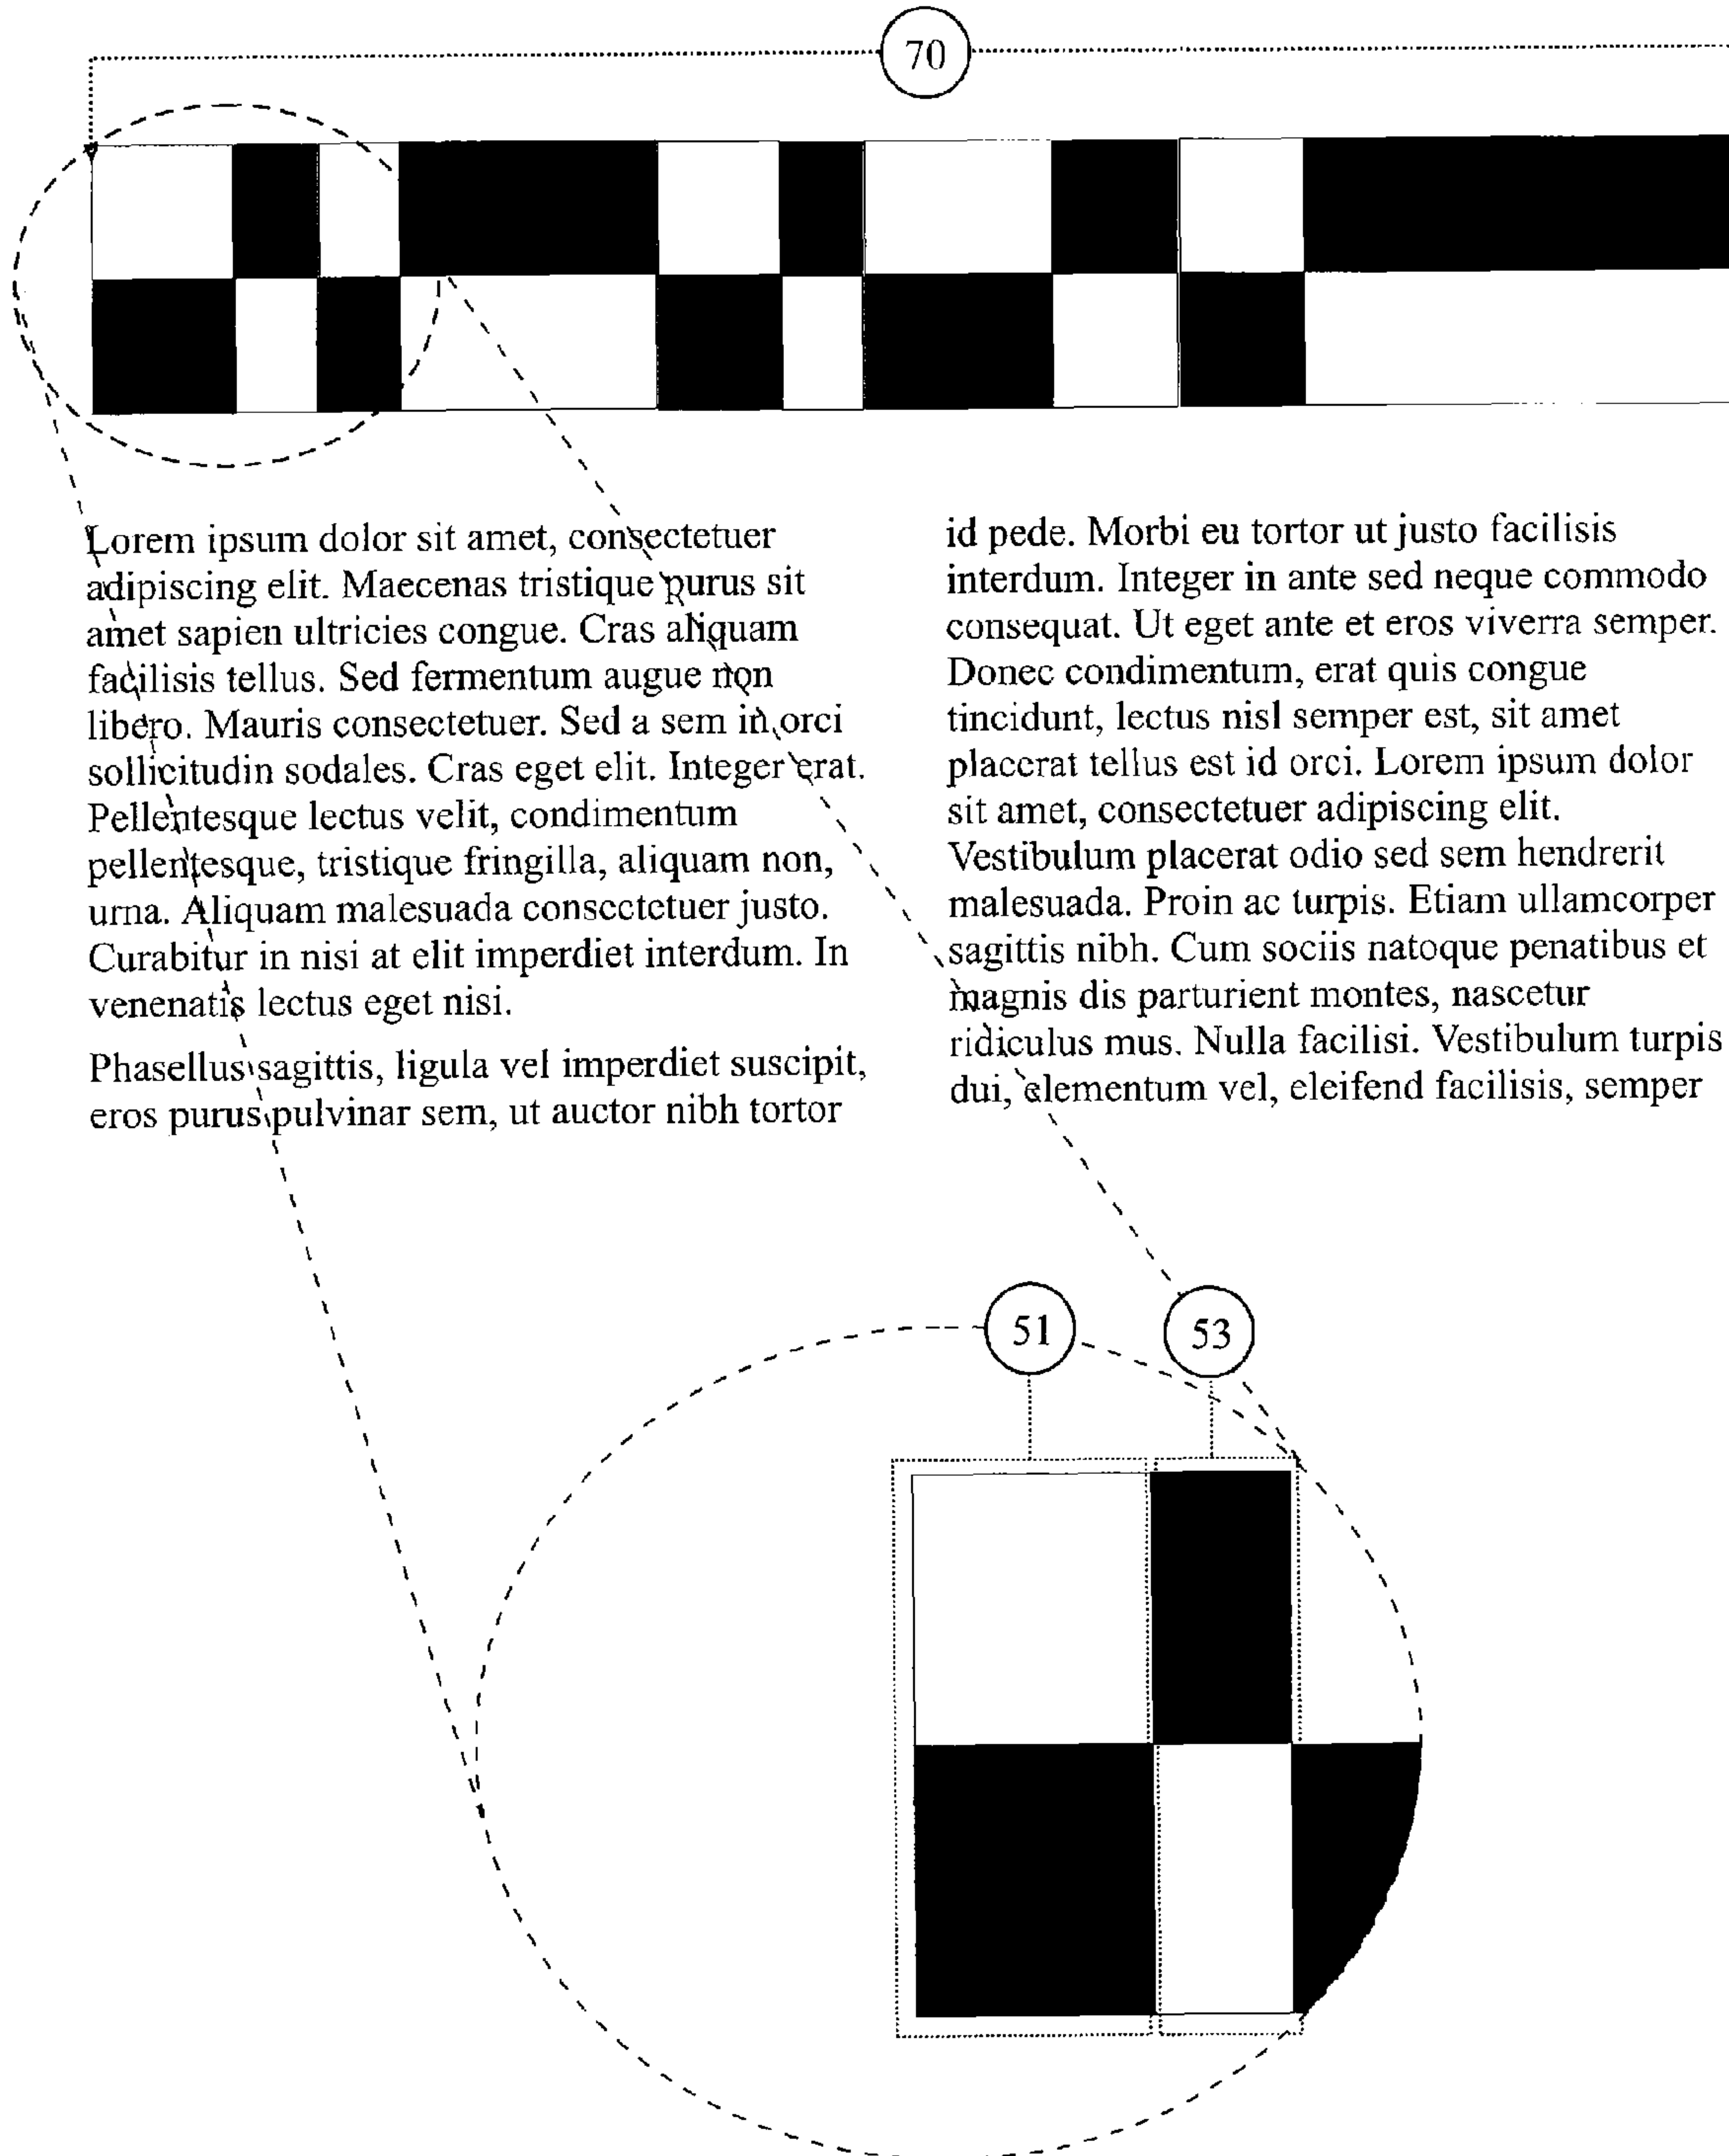 70
Lorem ipsum dolor sit amet, consectetuer
adipiscing elit. Maecenas tristique purus sit
amet sapien ultricies congue. Cras aliquam
facilisis tellus. Sed fermentum augue non
libero. Mauris consectetuer. Sed a sem in orci
sollicitudin sodales. Cras eget elit. Integer erat.
Pellentesque lectus velit, condimentum
pellentesque, tristique fringilla, aliquam non,
urna. Aliquam malesuada consectetuer justo.
Curabitur in nisi at elit imperdiet interdum. In
venenatis lectus eget nisi.
Phasellus sagittis, ligula vel imperdiet suscipit,
eros purus pulvinar sem, ut auctor nibh tortor
id pede. Morbi eu tortor ut justo facilisis
interdum. Integer in ante sed neque commodo
consequat. Ut eget ante et eros viverra semper.
Donec condimentum, erat quis congue
tincidunt, lectus nisl semper est, sit amet
placerat tellus est id orci. Lorem ipsum dolor
sit amet, consectetuer adipiscing elit.
Vestibulum placerat odio sed sem hendrerit
malesuada. Proin ac turpis. Etiam ullamcorper
sagittis nibh. Cum sociis natoque penatibus et
magnis dis parturient montes, nascetur
ridiculus mus. Nulla facilisi. Vestibulum turpis
dui, elementum vel, eleifend facilisis, semper
51
53